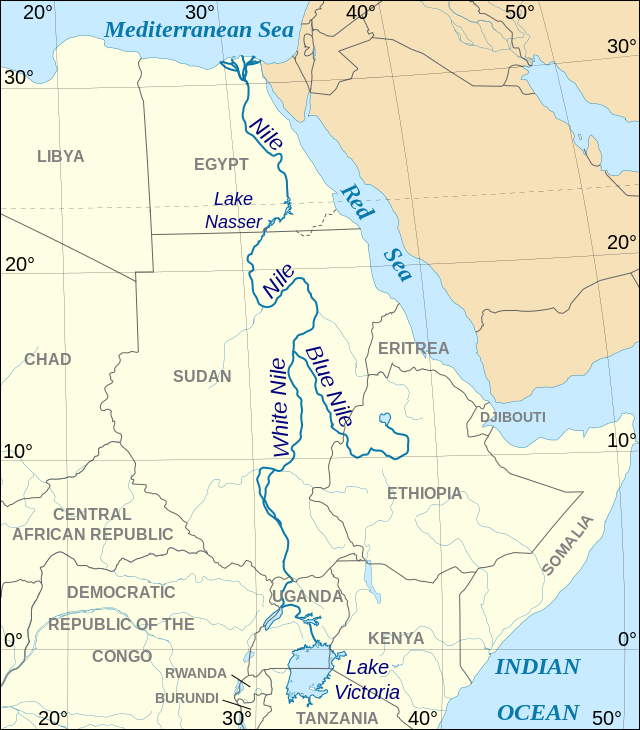 20°
30°
40°
50°
Mediterranean Sea
30°
30°
Nile
LIBYA
EGYPT
Lake
Nasser
Red
Sea
20°
20°
Nile
CHAD
SUDAN
White Nile
Blue Nile
ERITREA
DJIBOUTI
10°
10°
ETHIOPIA
CENTRAL
AFRICAN REPUBLIC
SOMALIA
DEMOCRATIC
REPUBLIC OF THE
CONGO
UGANDA
0°
KENYA
0°
RWANDA
BURUNDI
Lake
Victoria
INDIAN
OCEAN
TANZANIA
20°
30°
40°
50°